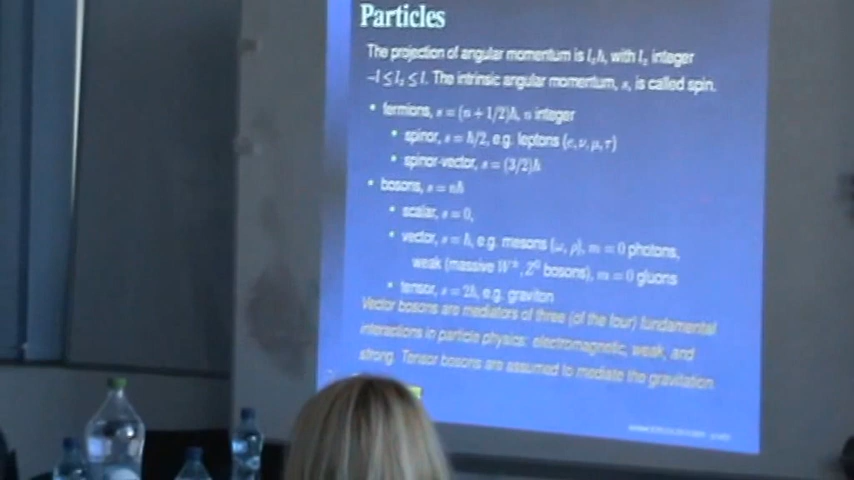 Particles
The projection of angular momentum is l_z ħ, with l_z integer
−l ≤ l_z ≤ l. The intrinsic angular momentum, s, is called spin.
• fermions, s = (n + 1/2)ħ, n integer
• spinor, s = ħ/2, e.g. leptons (e, ν, μ, τ)
• spinor-vector, s = (3/2)ħ
• bosons, s = nħ
• scalar, s = 0,
• vector, s = ħ, e.g. mesons (ω, ρ), m = 0 photons,
weak (massive W±, Z⁰ bosons), m = 0 gluons
• tensor, s = 2ħ, e.g. graviton
Vector bosons are mediators of three (of the four) fundamental
interactions in particle physics: electromagnetic, weak, and
strong. Tensor bosons are assumed to mediate the gravitation